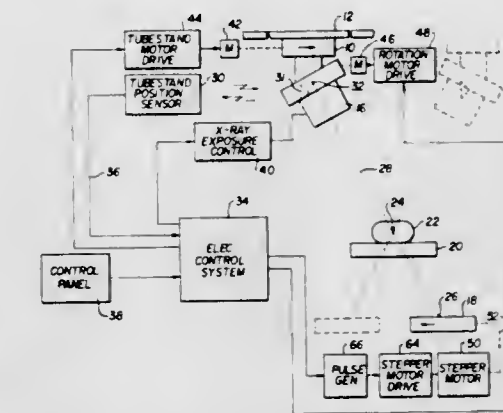 44 42 12
TUBESTAND
MOTOR
DRIVE
M
10
46 48
TUBESTAND
POSITION
SENSOR
30
31
32
M
ROTATION
MOTOR
DRIVE
16
X-RAY
EXPOSURE
CONTROL
40
36
28
34
24
22
20
ELEC
CONTROL
SYSTEM
CONTROL
PANEL
38
26 18
52
66 64 50
PULSE
GEN
STEPPER
MOTOR
DRIVE
STEPPER
MOTOR